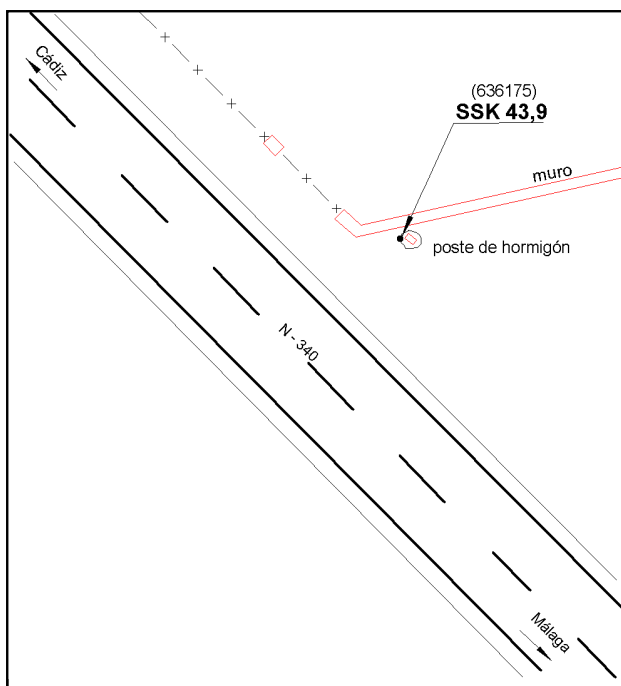 Cádiz
(636175)
SSK 43,9
muro
poste de hormigón
N - 340
Málaga